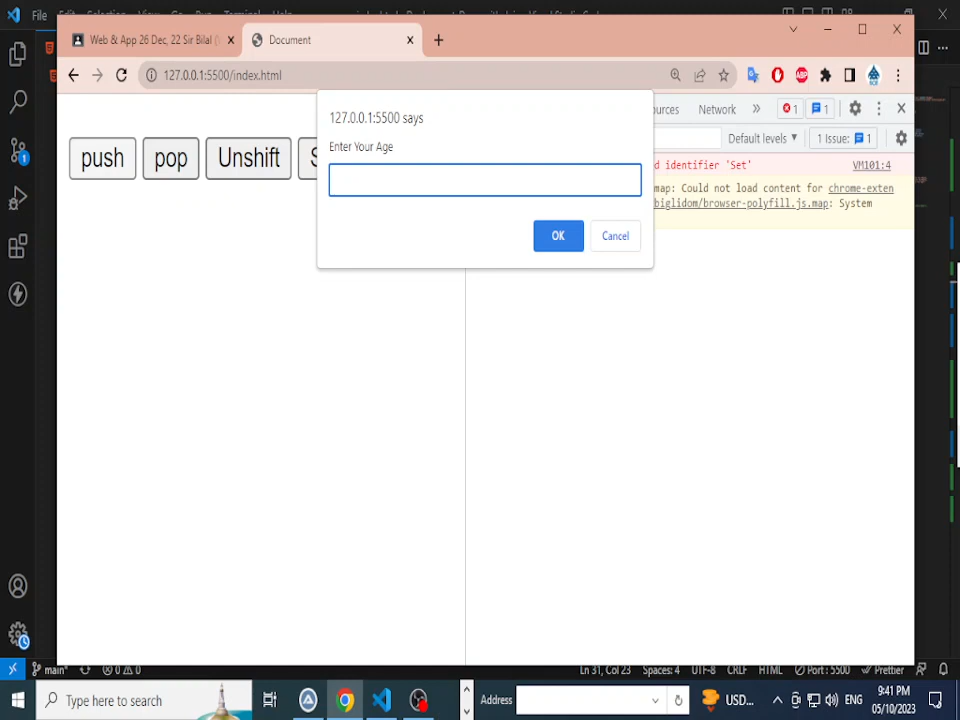 File
Web & App 26 Dec, 22 Sir Bilal (
Document
127.0.0.1:5500/index.html
127.0.0.1:5500 says
Enter Your Age
OK
Cancel
push
pop
Unshift
Network
1
1
Default levels
1 Issue:
1
d identifier 'Set'
VM101:4
map: Could not load content for chrome-exten
biglidom/browser-polyfill.js.map: System
1
main*
0
0
Ln 31, Col 23
Spaces: 4
UTF-8
CRLF
HTML
Port : 5500
Prettier
Type here to search
Address
USD...
ENG
9:41 PM
05/10/2023